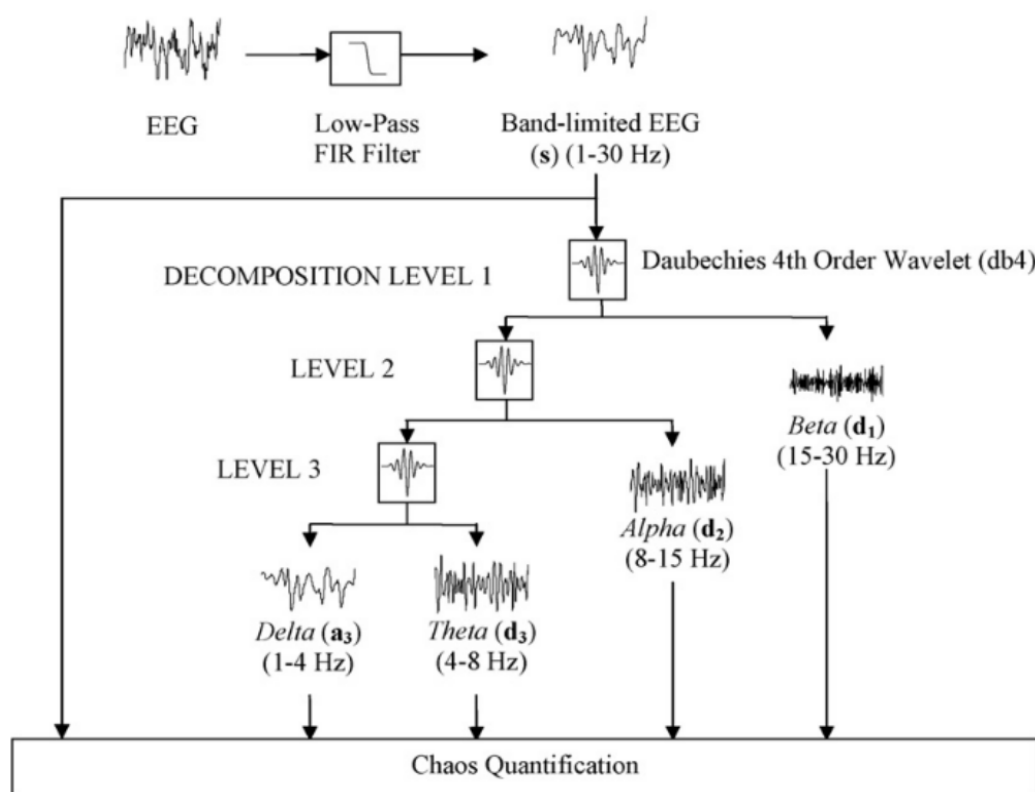 EEG
Low-Pass
FIR Filter
Band-limited EEG
(s) (1-30 Hz)
DECOMPOSITION LEVEL 1
Daubechies 4th Order Wavelet (db4)
LEVEL 2
Beta (d₁)
(15-30 Hz)
LEVEL 3
Alpha (d₂)
(8-15 Hz)
Delta (a₃)
(1-4 Hz)
Theta (d₃)
(4-8 Hz)
Chaos Quantification